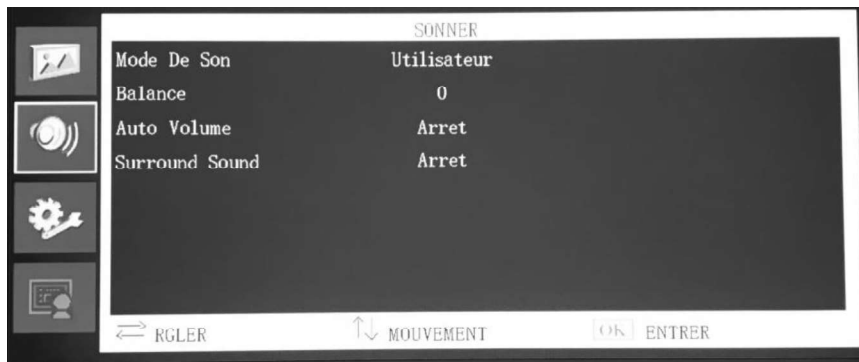 SONNER
Mode De Son Utilisateur
Balance 0
Auto Volume Arret
Surround Sound Arret
RGLER MOUVEMENT OK ENTRER